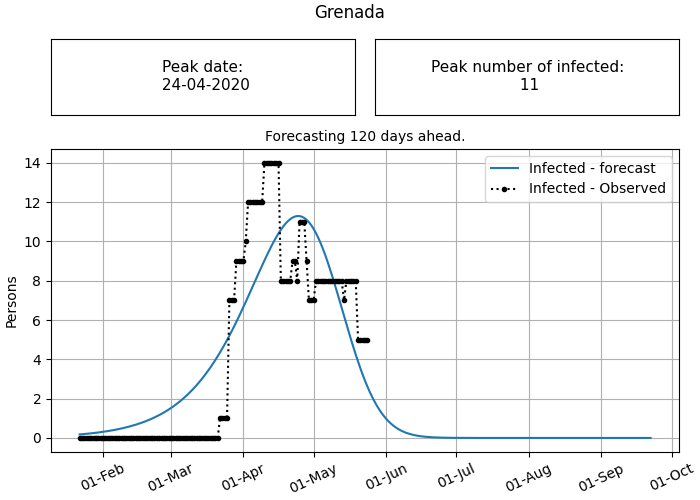 Grenada
Peak date:
24-04-2020
Peak number of infected:
11
Forecasting 120 days ahead.
Infected - forecast
Infected - Observed
Persons
14
12
10
8
6
4
2
0
01-Feb
01-Mar
01-Apr
01-May
01-Jun
01-Jul
01-Aug
01-Sep
01-Oct